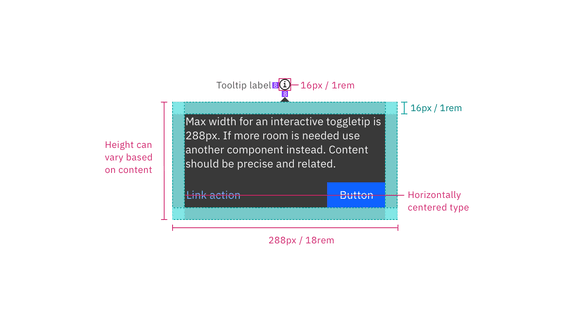 Tooltip label
16px / 1rem
16px / 1rem
Max width for an interactive toggletip is
288px. If more room is needed use
another component instead. Content
should be precise and related.
Height can
vary based
on content
Link action
Button
Horizontally
centered type
288px / 18rem